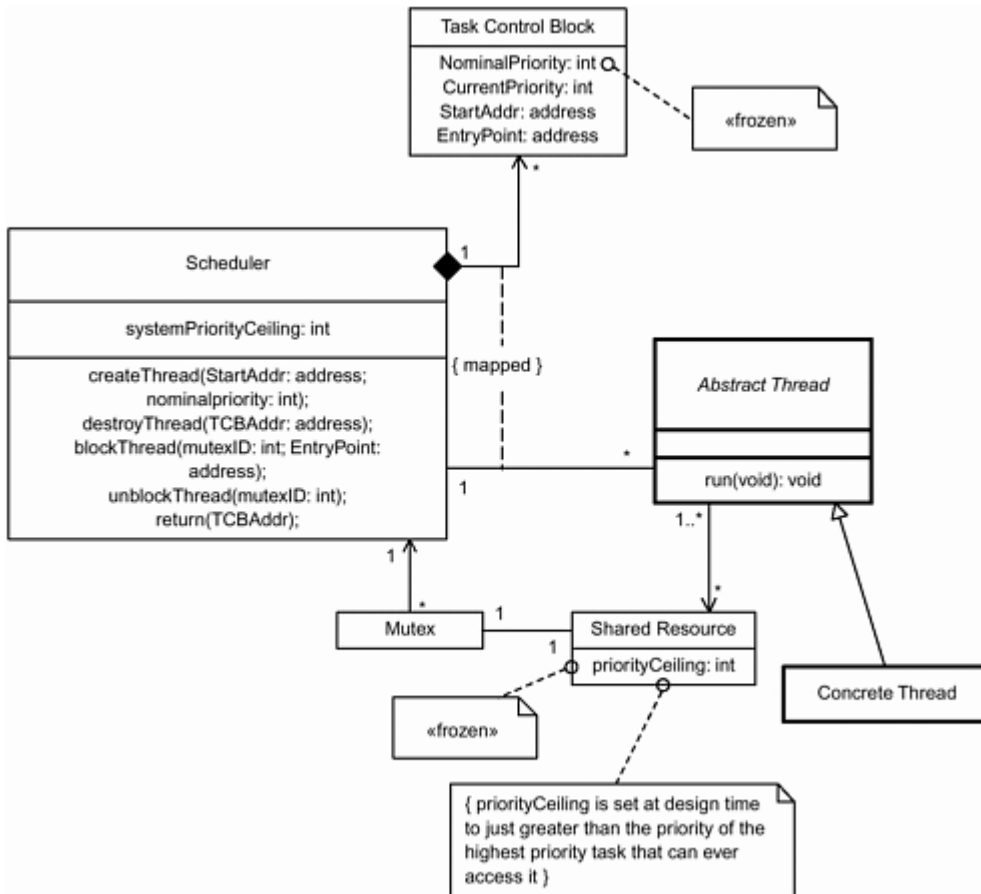 Task Control Block
NominalPriority: int
CurrentPriority: int
StartAddr: address
EntryPoint: address
«frozen»
*
Scheduler
1
systemPriorityCeiling: int
{ mapped }
createThread(StartAddr: address;
nominalpriority: int);
destroyThread(TCBAddr: address);
blockThread(mutexID: int; EntryPoint:
address);
unblockThread(mutexID: int);
return(TCBAddr);
Abstract Thread
run(void): void
*
1
1..*
1
*
*
Mutex
1
1
Shared Resource
priorityCeiling: int
Concrete Thread
«frozen»
{ priorityCeiling is set at design time
to just greater than the priority of the
highest priority task that can ever
access it }